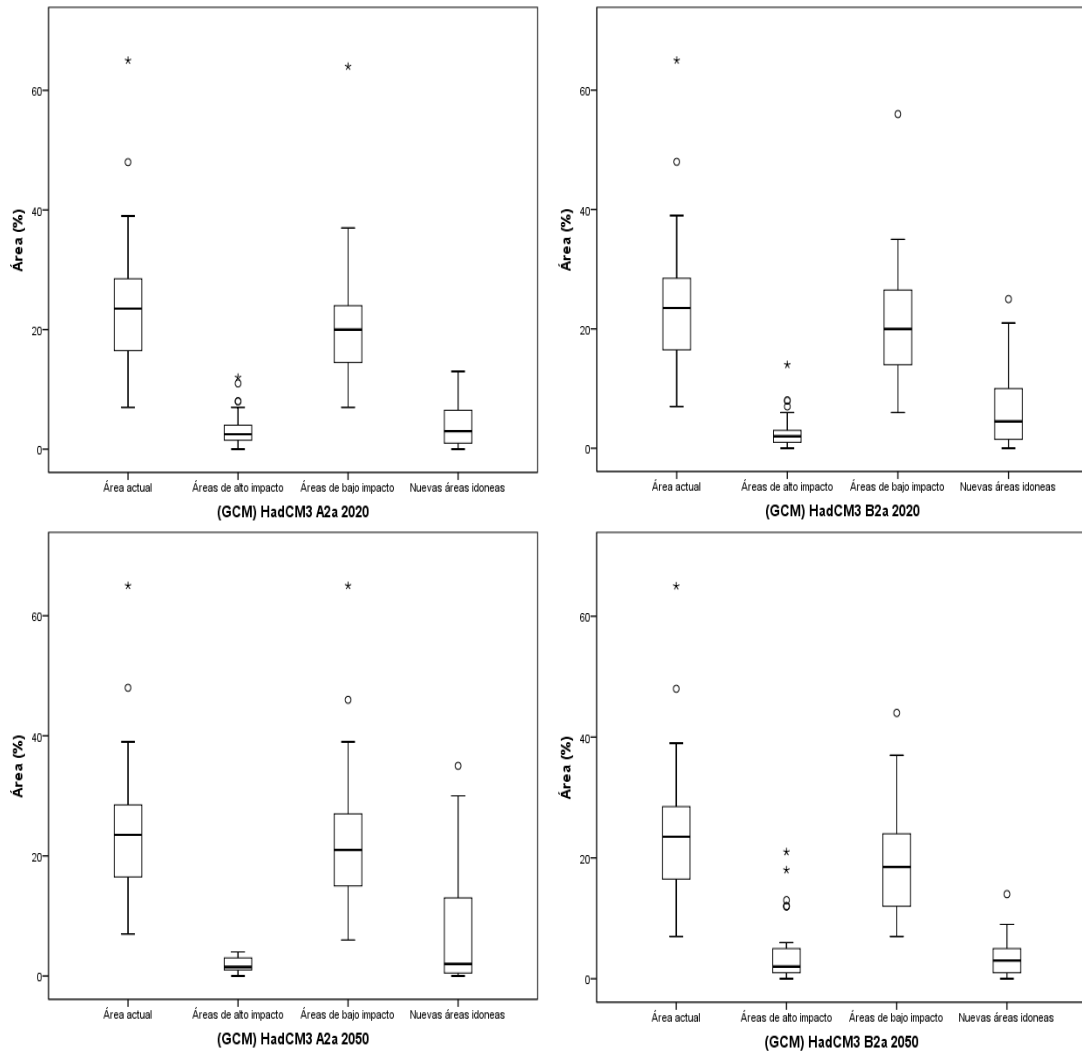 Área (%)
60
40
20
0
Área actual
Áreas de alto impacto
Áreas de bajo impacto
Nuevas áreas idoneas
(GCM) HadCM3 A2a 2020
Área (%)
60
40
20
0
Área actual
Áreas de alto impacto
Áreas de bajo impacto
Nuevas áreas idoneas
(GCM) HadCM3 B2a 2020
Área (%)
60
40
20
0
Área actual
Áreas de alto impacto
Áreas de bajo impacto
Nuevas áreas idoneas
(GCM) HadCM3 A2a 2050
Área (%)
60
40
20
0
Área actual
Áreas de alto impacto
Áreas de bajo impacto
Nuevas áreas idoneas
(GCM) HadCM3 B2a 2050